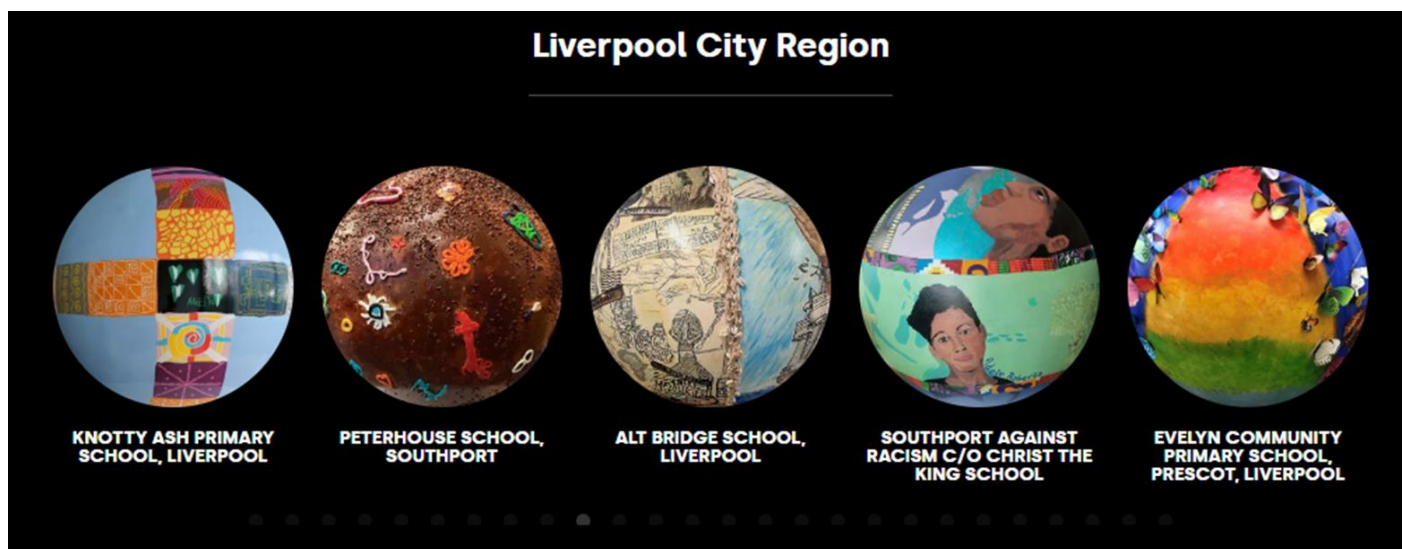 Liverpool City Region
KNOTTY ASH PRIMARY
SCHOOL, LIVERPOOL
PETERHOUSE SCHOOL,
SOUTHPORT
ALT BRIDGE SCHOOL,
LIVERPOOL
SOUTHPORT AGAINST
RACISM C/O CHRIST THE
KING SCHOOL
EVELYN COMMUNITY
PRIMARY SCHOOL,
PRESCOT, LIVERPOOL